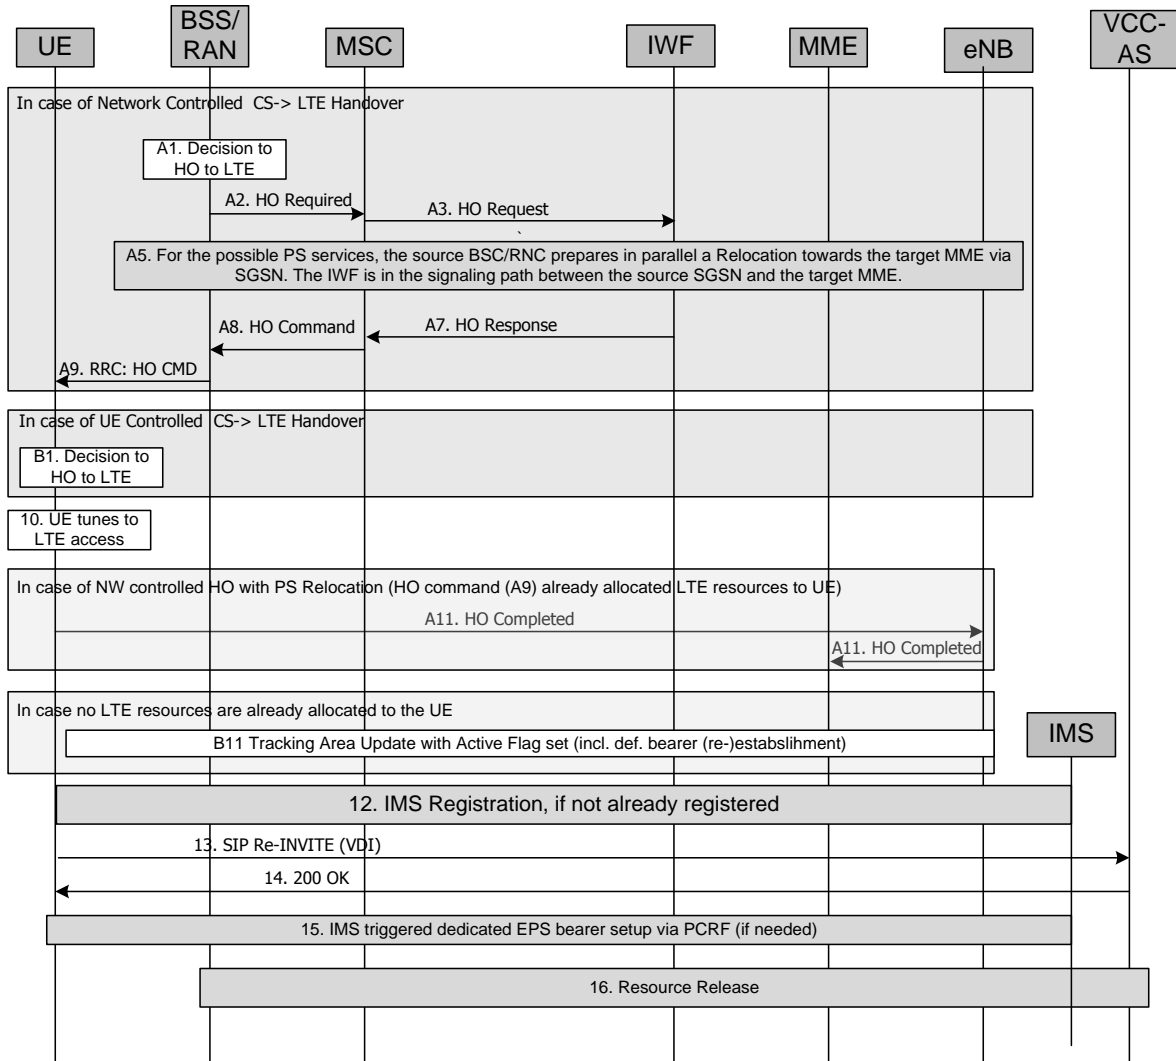 UE
BSS/
RAN
MSC
IWF
MME
eNB
VCC-
AS
In case of Network Controlled CS-> LTE Handover
A1. Decision to
HO to LTE
A2. HO Required
A3. HO Request
`
A5. For the possible PS services, the source BSC/RNC prepares in parallel a Relocation towards the target MME via
SGSN. The IWF is in the signaling path between the source SGSN and the target MME.
A8. HO Command
A7. HO Response
A9. RRC: HO CMD
In case of UE Controlled CS-> LTE Handover
B1. Decision to
HO to LTE
10. UE tunes to
LTE access
In case of NW controlled HO with PS Relocation (HO command (A9) already allocated LTE resources to UE)
A11. HO Completed
A11. HO Completed
In case no LTE resources are already allocated to the UE
B11 Tracking Area Update with Active Flag set (incl. def. bearer (re-)estabslihment)
IMS
12. IMS Registration, if not already registered
13. SIP Re-INVITE (VDI)
14. 200 OK
15. IMS triggered dedicated EPS bearer setup via PCRF (if needed)
16. Resource Release